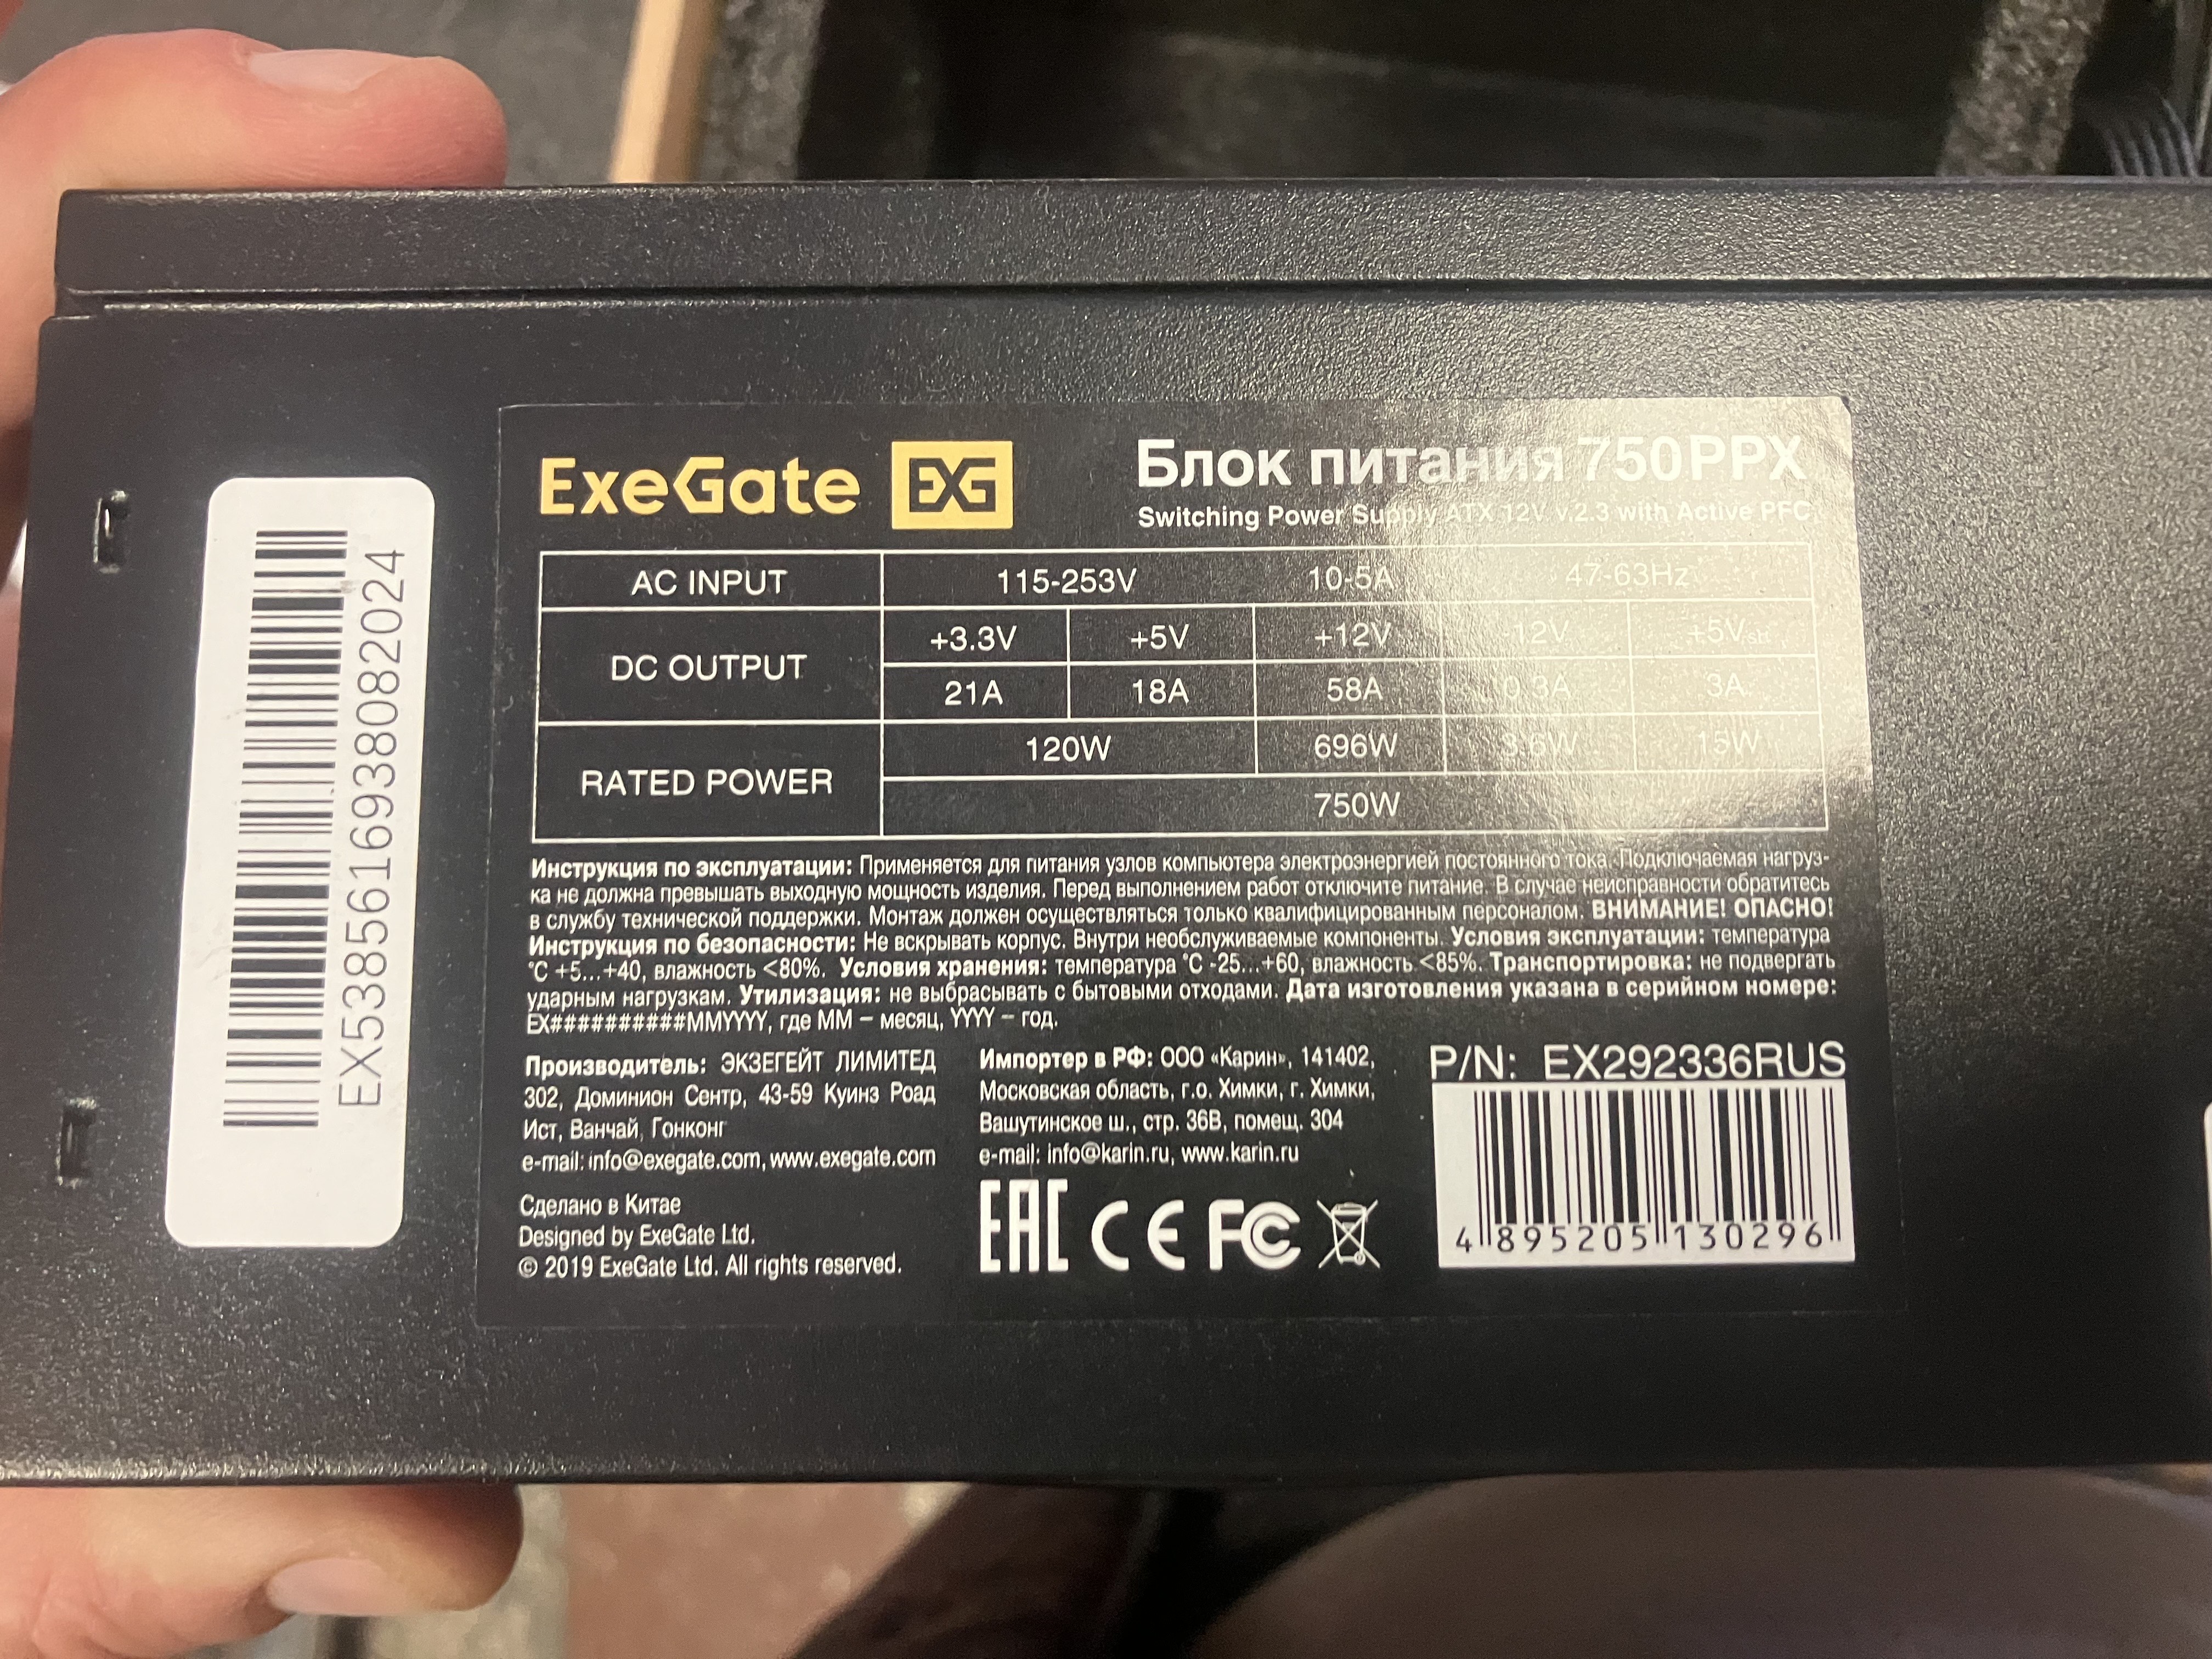 EX538561693808082024
ExeGate EXG
Блок питания 750PPX
Switching Power Supply ATX 12V v.2.3 with Active PFC
AC INPUT 115-253V 10-5A 47-63Hz
DC OUTPUT
+3.3V +5V +12V -12V +5Vsb
21A 18A 58A 0.3A 3A
RATED POWER
120W 696W 3.6W 15W
750W
Инструкция по эксплуатации: Применяется для питания узлов компьютера электроэнергией постоянного тока. Подключаемая нагруз-
ка не должна превышать выходную мощность изделия. Перед выполнением работ отключите питание. В случае неисправности обратитесь
в службу технической поддержки. Монтаж должен осуществляться только квалифицированным персоналом. ВНИМАНИЕ! ОПАСНО!
Инструкция по безопасности: Не вскрывать корпус. Внутри необслуживаемые компоненты. Условия эксплуатации: температура
°C +5...+40, влажность <80%. Условия хранения: температура °C -25...+60, влажность <85%. Транспортировка: не подвергать
ударным нагрузкам. Утилизация: не выбрасывать с бытовыми отходами. Дата изготовления указана в серийном номере:
EX##########MMYYYY, где MM – месяц, YYYY – год.
Производитель: ЭКЗЕГЕЙТ ЛИМИТЕД
302, Доминион Сентр, 43-59 Куинз Роад
Ист, Ванчай, Гонконг
e-mail: info@exegate.com, www.exegate.com
Сделано в Китае
Designed by ExeGate Ltd.
© 2019 ExeGate Ltd. All rights reserved.
Импортер в РФ: ООО «Карин», 141402,
Московская область, г.о. Химки, г. Химки,
Вашутинское ш., стр. 36В, помещ. 304
e-mail: info@karin.ru, www.karin.ru
EAC CE FC
P/N: EX292336RUS
4 895205 130296